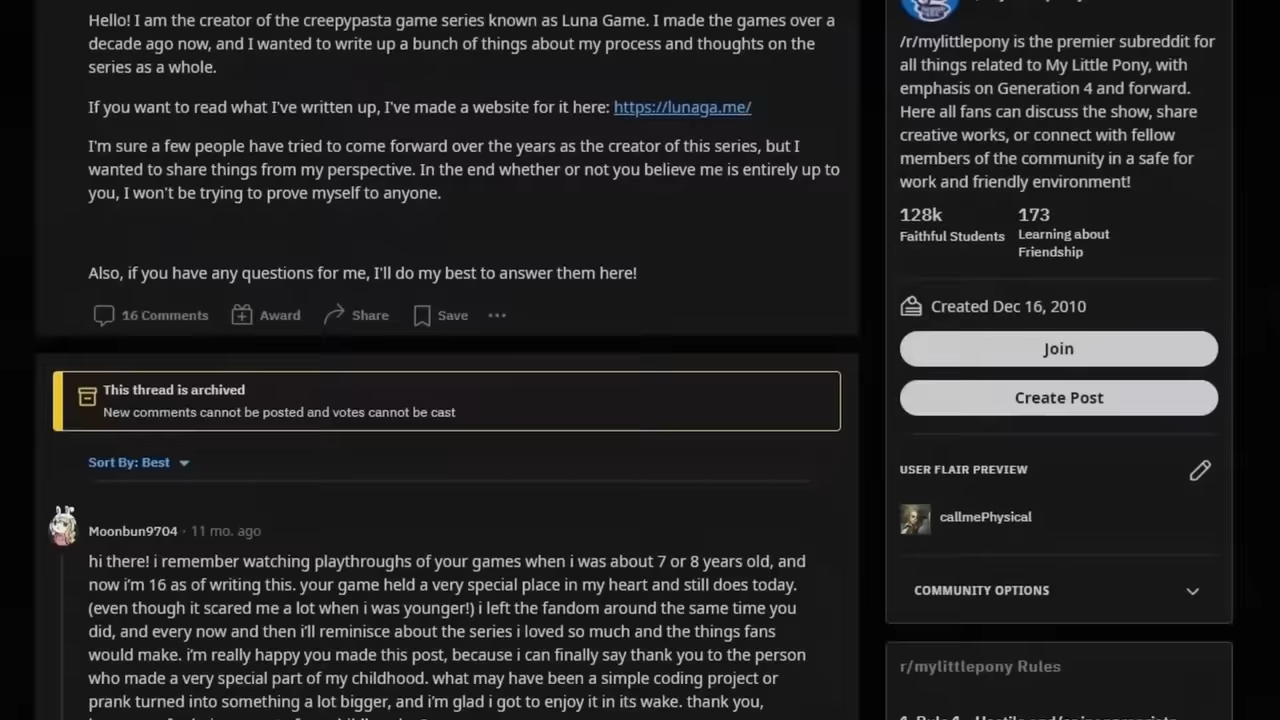 Hello! I am the creator of the creepypasta game series known as Luna Game. I made the games over a
decade ago now, and I wanted to write up a bunch of things about my process and thoughts on the
series as a whole.
If you want to read what I've written up, I've made a website for it here: https://lunaga.me/
I'm sure a few people have tried to come forward over the years as the creator of this series, but I
wanted to share things from my perspective. In the end whether or not you believe me is entirely up to
you, I won't be trying to prove myself to anyone.
Also, if you have any questions for me, I'll do my best to answer them here!
16 Comments Award Share Save
This thread is archived
New comments cannot be posted and votes cannot be cast
Sort By: Best
Moonbun9704 · 11 mo. ago
hi there! i remember watching playthroughs of your games when i was about 7 or 8 years old, and
now i'm 16 as of writing this. your game held a very special place in my heart and still does today.
(even though it scared me a lot when i was younger!) i left the fandom around the same time you
did, and every now and then i'll reminisce about the series i loved so much and the things fans
would make. i'm really happy you made this post, because i can finally say thank you to the person
who made a very special part of my childhood. what may have been a simple coding project or
prank turned into something a lot bigger, and i'm glad i got to enjoy it in its wake. thank you,
/r/mylittlepony is the premier subreddit for
all things related to My Little Pony, with
emphasis on Generation 4 and forward.
Here all fans can discuss the show, share
creative works, or connect with fellow
members of the community in a safe for
work and friendly environment!
128k 173
Faithful Students Learning about
Friendship
Created Dec 16, 2010
Join
Create Post
USER FLAIR PREVIEW
callmePhysical
COMMUNITY OPTIONS
r/mylittlepony Rules